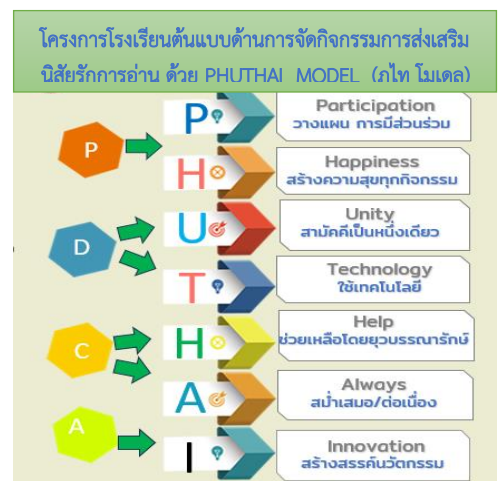 โครงการโรงเรียนต้นแบบด้านการจัดกิจกรรมการส่งเสริม
นิสัยรักการอ่าน ด้วย PHUTHAI MODEL (ภูไท โมเดล)
P
D
C
A
P
Participation
วางแผน การมีส่วนร่วม
H
Happiness
สร้างความสุขทุกกิจกรรม
U
Unity
สามัคคีเป็นหนึ่งเดียว
T
Technology
ใช้เทคโนโลยี
H
Help
ช่วยเหลือโดยยุวบรรณารักษ์
A
Always
สม่ำเสมอ/ต่อเนื่อง
I
Innovation
สร้างสรรค์นวัตกรรม